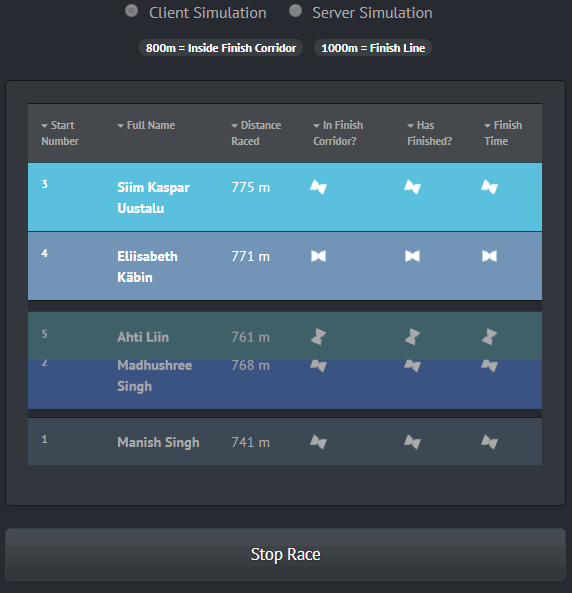 Client Simulation Server Simulation
800m = Inside Finish Corridor 1000m = Finish Line
Start Number Full Name Distance Raced In Finish Corridor? Has Finished? Finish Time
3 Siim Kaspar Uustalu 775 m
4 Eliisabeth Käbin 771 m
5 Ahti Liin 761 m
2 Madhushree Singh 768 m
1 Manish Singh 741 m
Stop Race